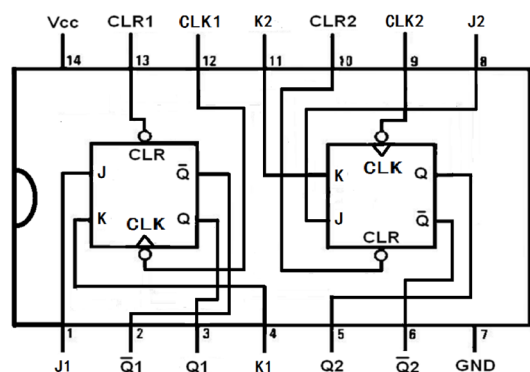 Vcc CLR1 CLK1 K2 CLR2 CLK2 J2
14 13 12 11 10 9 8
CLR CLK
J Q̅ K Q
K Q J Q̅
CLK CLR
1 2 3 4 5 6 7
J1 Q̅1 Q1 K1 Q2 Q̅2 GND